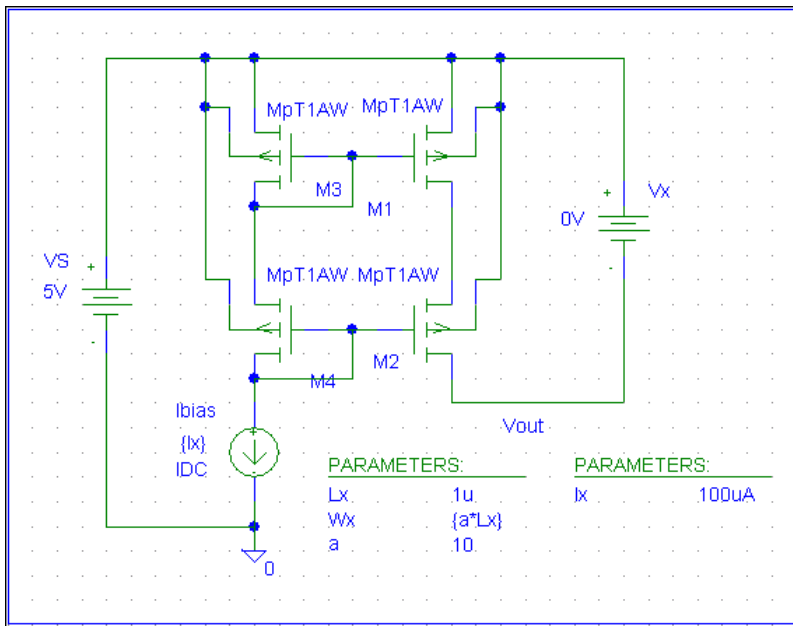 MpT1AW MpT1AW
M3
M1
Vx
+
0V
-
VS
+
5V
-
MpT1AW MpT1AW
M2
M4
Ibias
{Ix}
IDC
+
-
Vout
PARAMETERS:
Lx 1u
Wx {a*Lx}
a 10
PARAMETERS:
Ix 100uA
0